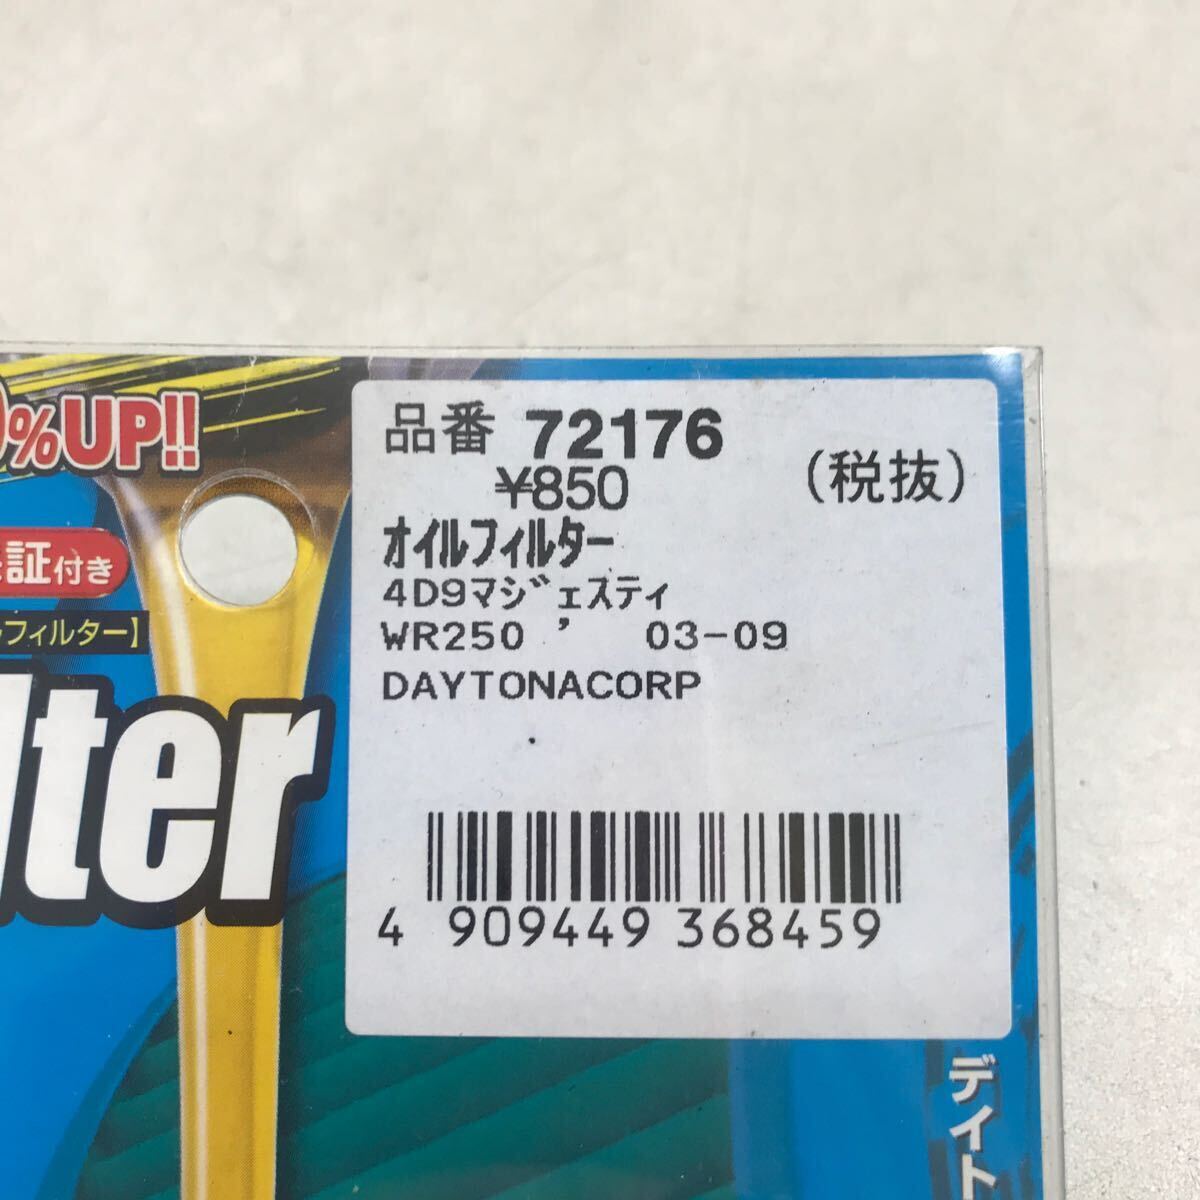 %UP!!
証付き
フィルター】
lter
品番 72176
¥850 (税抜)
オイルフィルター
4D9マジェスティ
WR250 ' 03-09
DAYTONACORP
4 909449 368459
デイト